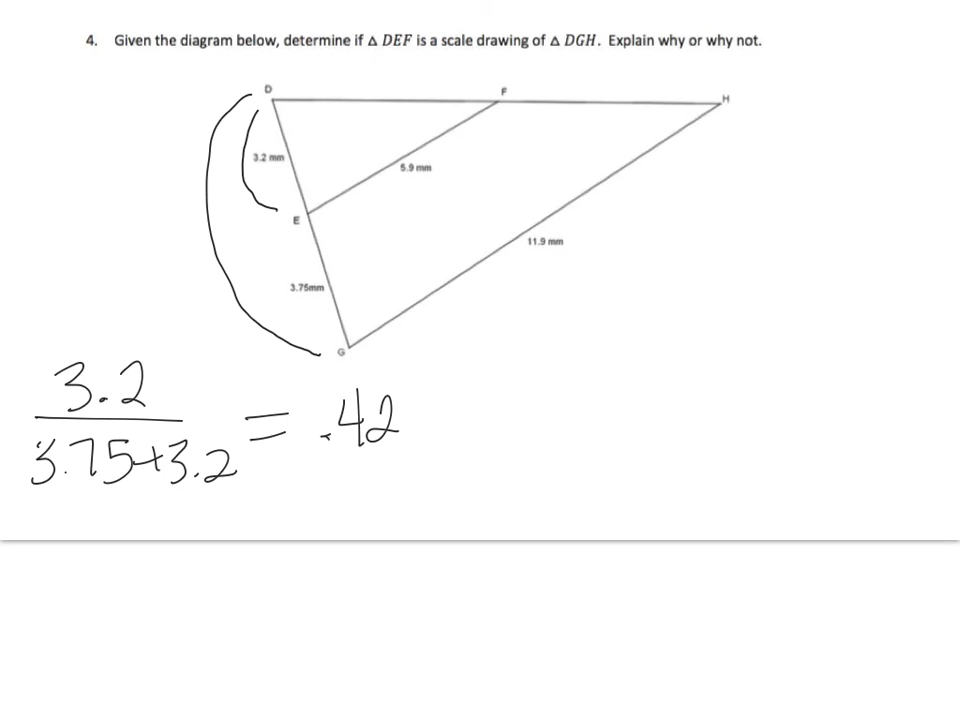 4. Given the diagram below, determine if △ DEF is a scale drawing of △ DGH. Explain why or why not.
D
F
H
3.2 mm
5.9 mm
E
11.9 mm
3.75mm
G
3.2
3.75+3.2
= .42